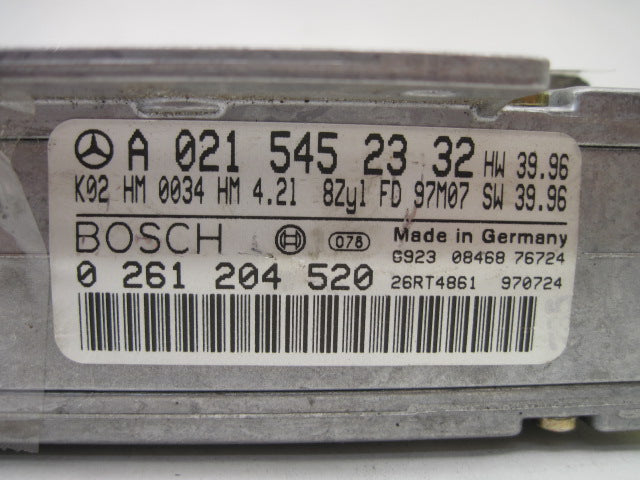 A 021 545 23 32 HW 39.96
K02 HM 0034 HM 4.2l 8Zyl FD 97M07 SW 39.96
BOSCH 078 Made in Germany
G923 08468 76724
0 261 204 520 26RT4861 970724